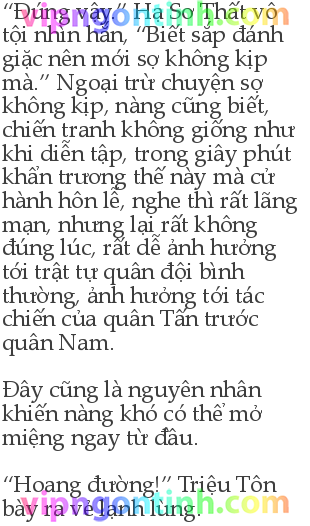 “Đúng vậy.” Hạ Sơ Thất vô
tội nhìn hắn, “Biết sắp đánh
giặc nên mới sợ không kịp
mà.” Ngoại trừ chuyện sợ
không kịp, nàng cũng biết,
chiến tranh không giống như
khi diễn tập, trong giây phút
khẩn trương thế này mà cử
hành hôn lễ, nghe thì rất lãng
mạn, nhưng lại rất không
đúng lúc, rất dễ ảnh hưởng
tới trật tự quân đội bình
thường, ảnh hưởng tới tác
chiến của quân Tấn trước
quân Nam.
Đây cũng là nguyên nhân
khiến nàng khó có thể mở
miệng ngay từ đầu.
“Hoang đường!” Triệu Tôn
bày ra vẻ lạnh lùng.
vipngontinh.com
vipngontinh.com